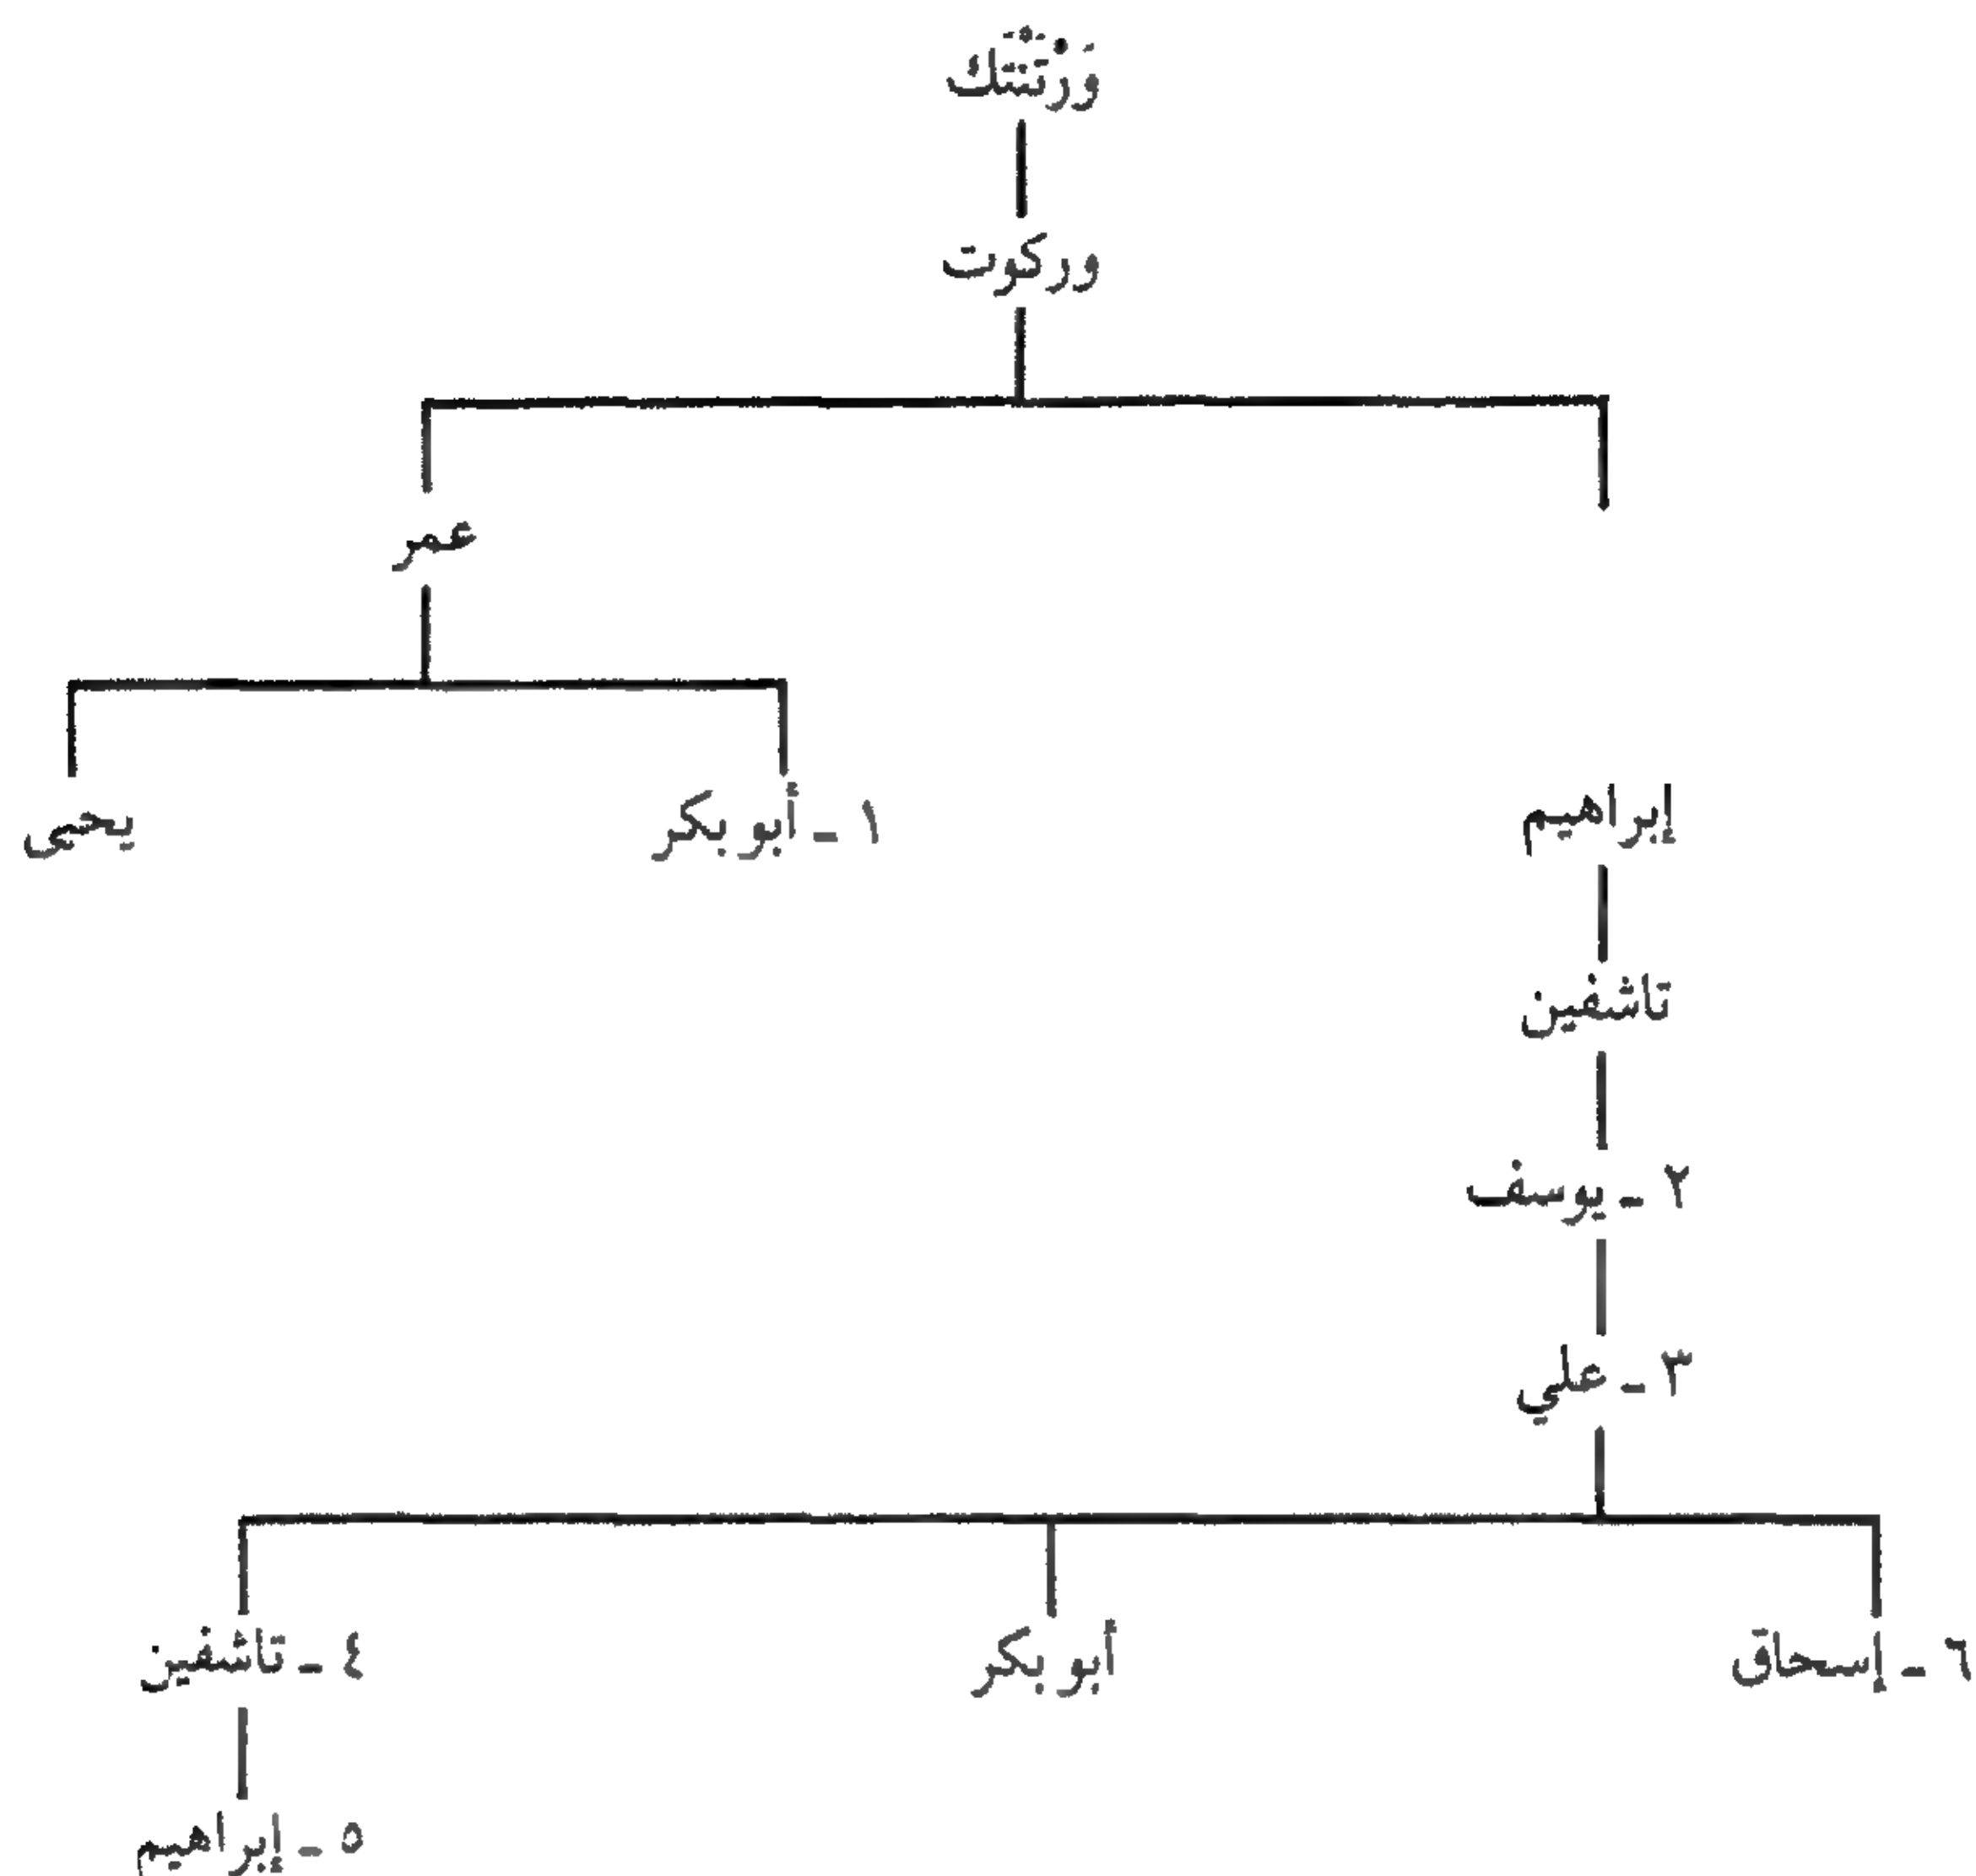 وَرْتَنْتَك
وركوت
عمر
إبراهيم
١ - أبو بكر
يحيى
تاشفين
٢ - يوسف
٣ - علي
٦ - إسحاق
أبو بكر
٤ - تاشفين
٥ - إبراهيم